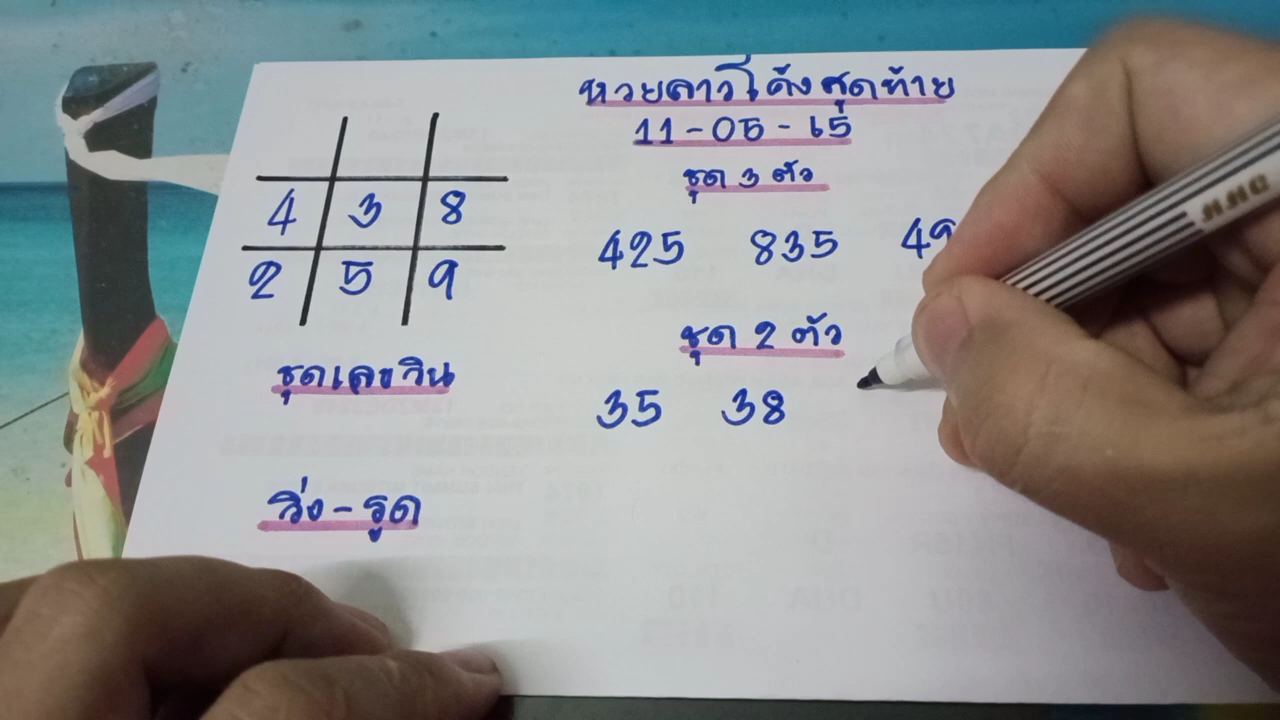 หวยลาวโค้งสุดท้าย
11-05-65
ชุด 3 ตัว
4 3 8
2 5 9
425 835 49
ชุด 2 ตัว
35 38
ชุดเลขวิน
วิ่ง-รูด